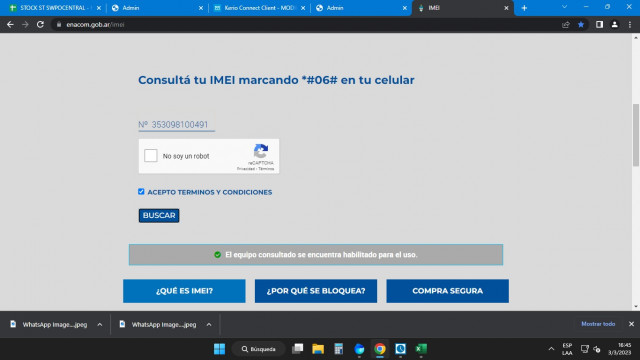 STOCK ST SWPOCENTRAL -
Admin
Kerio Connect Client - MODO
Admin
IMEI
enacom.gob.ar/imei
Consultá tu IMEI marcando *#06# en tu celular
Nº 353098100491
No soy un robot
reCAPTCHA
Privacidad - Términos
ACEPTO TERMINOS Y CONDICIONES
BUSCAR
El equipo consultado se encuentra habilitado para el uso.
¿QUÉ ES IMEI?
¿POR QUÉ SE BLOQUEA?
COMPRA SEGURA
WhatsApp Image....jpeg
WhatsApp Image....jpeg
Mostrar todo
Búsqueda
ESP
LAA
16:45
3/3/2023